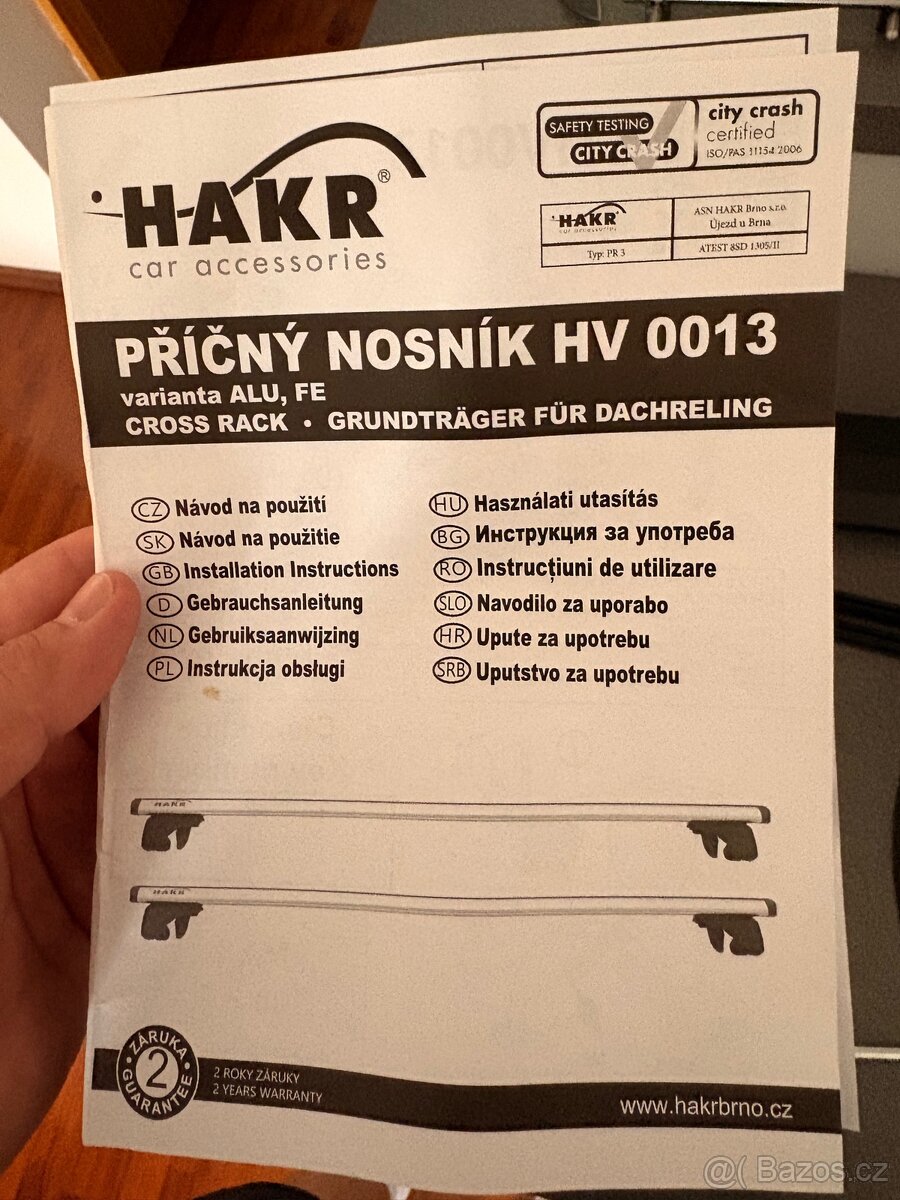 SAFETY TESTING
CITY CRASH
city crash
certified
ISO/PAS 11154 2006
HAKR®
car accessories
HAKR
car accessories
Typ: PR 3
ASN HAKR Brno s.r.o.
Újezd u Brna
ATEST 8SD 1305/II
PŘÍČNÝ NOSNÍK HV 0013
varianta ALU, FE
CROSS RACK • GRUNDTRÄGER FÜR DACHRELING
CZ Návod na použití
SK Návod na použitie
GB Installation Instructions
D Gebrauchsanleitung
NL Gebruiksaanwijzing
PL Instrukcja obsługi
HU Használati utasítás
BG Инструкция за употреба
RO Instrucțiuni de utilizare
SLO Navodilo za uporabo
HR Upute za upotrebu
SRB Uputstvo za upotrebu
HAKR
HAKR
ZÁRUKA
2
GUARANTEE
2 ROKY ZÁRUKY
2 YEARS WARRANTY
www.hakrbrno.cz
@( Bazos.cz